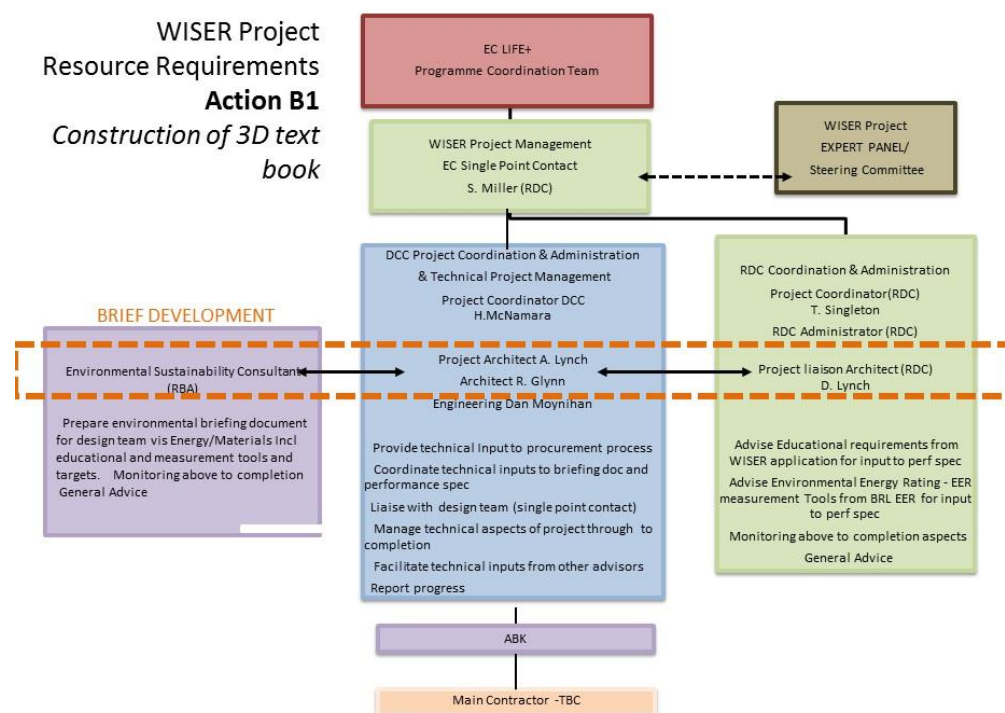 WISER Project
Resource Requirements
Action B1
Construction of 3D text
book
EC LIFE+
Programme Coordination Team
WISER Project Management
EC Single Point Contact
S. Miller (RDC)
WISER Project
EXPERT PANEL/
Steering Committee
DCC Project Coordination & Administration
& Technical Project Management
Project Coordinator DCC
H.McNamara
Project Architect A. Lynch
Architect R. Glynn
Engineering Dan Moynihan
Provide technical Input to procurement process
Coordinate technical inputs to briefing doc and
performance spec
Liaise with design team (single point contact)
Manage technical aspects of project through to
completion
Facilitate technical inputs from other advisors
Report progress
RDC Coordination & Administration
Project Coordinator(RDC)
T. Singleton
RDC Administrator (RDC)
Project liaison Architect (RDC)
D. Lynch
Advise Educational requirements from
WISER application for input to perf spec
Advise Environmental Energy Rating - EER
measurement Tools from BRL EER for input
to perf spec
Monitoring above to completion aspects
General Advice
BRIEF DEVELOPMENT
Environmental Sustainability Consultant
(RBA)
Prepare environmental briefing document
for design team vis Energy/Materials Incl
educational and measurement tools and
targets. Monitoring above to completion
General Advice
ABK
Main Contractor -TBC